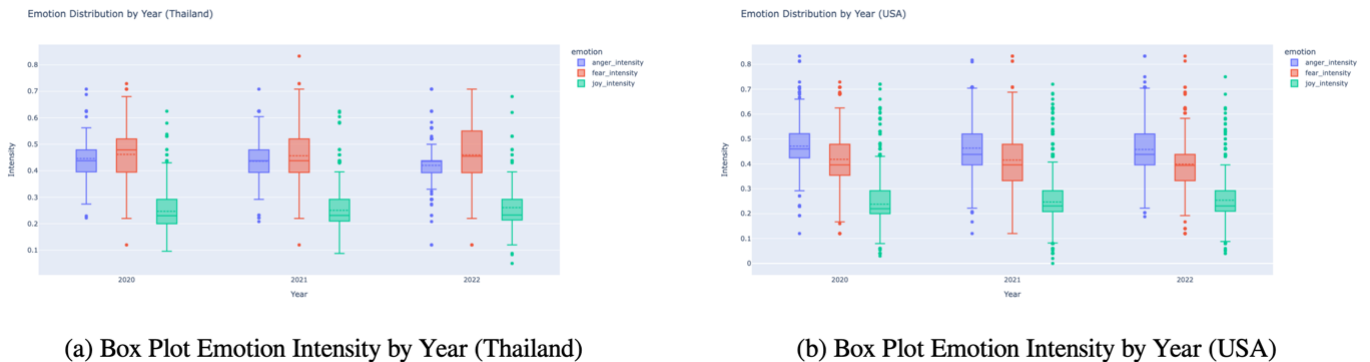 Emotion Distribution by Year (Thailand)
emotion
anger_intensity
fear_intensity
joy_intensity
0.8
0.7
0.6
0.5
0.4
0.3
0.2
0.1
Intensity
2020
2021
2022
Year
(a) Box Plot Emotion Intensity by Year (Thailand)
Emotion Distribution by Year (USA)
emotion
anger_intensity
fear_intensity
joy_intensity
0.8
0.7
0.6
0.5
0.4
0.3
0.2
0.1
0
Intensity
2020
2021
2022
Year
(b) Box Plot Emotion Intensity by Year (USA)